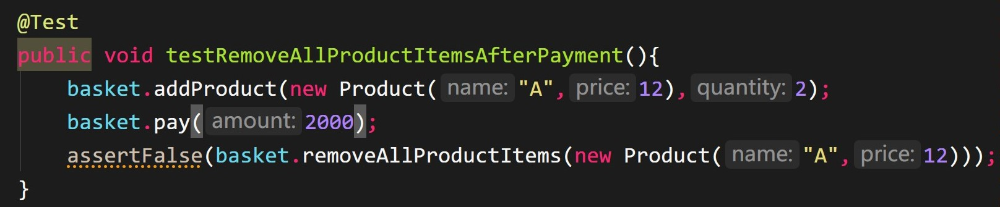 @Test
public void testRemoveAllProductItemsAfterPayment(){
basket.addProduct(new Product( name: "A", price: 12), quantity: 2);
basket.pay( amount: 2000);
assertFalse(basket.removeAllProductItems(new Product( name: "A", price: 12)));
}